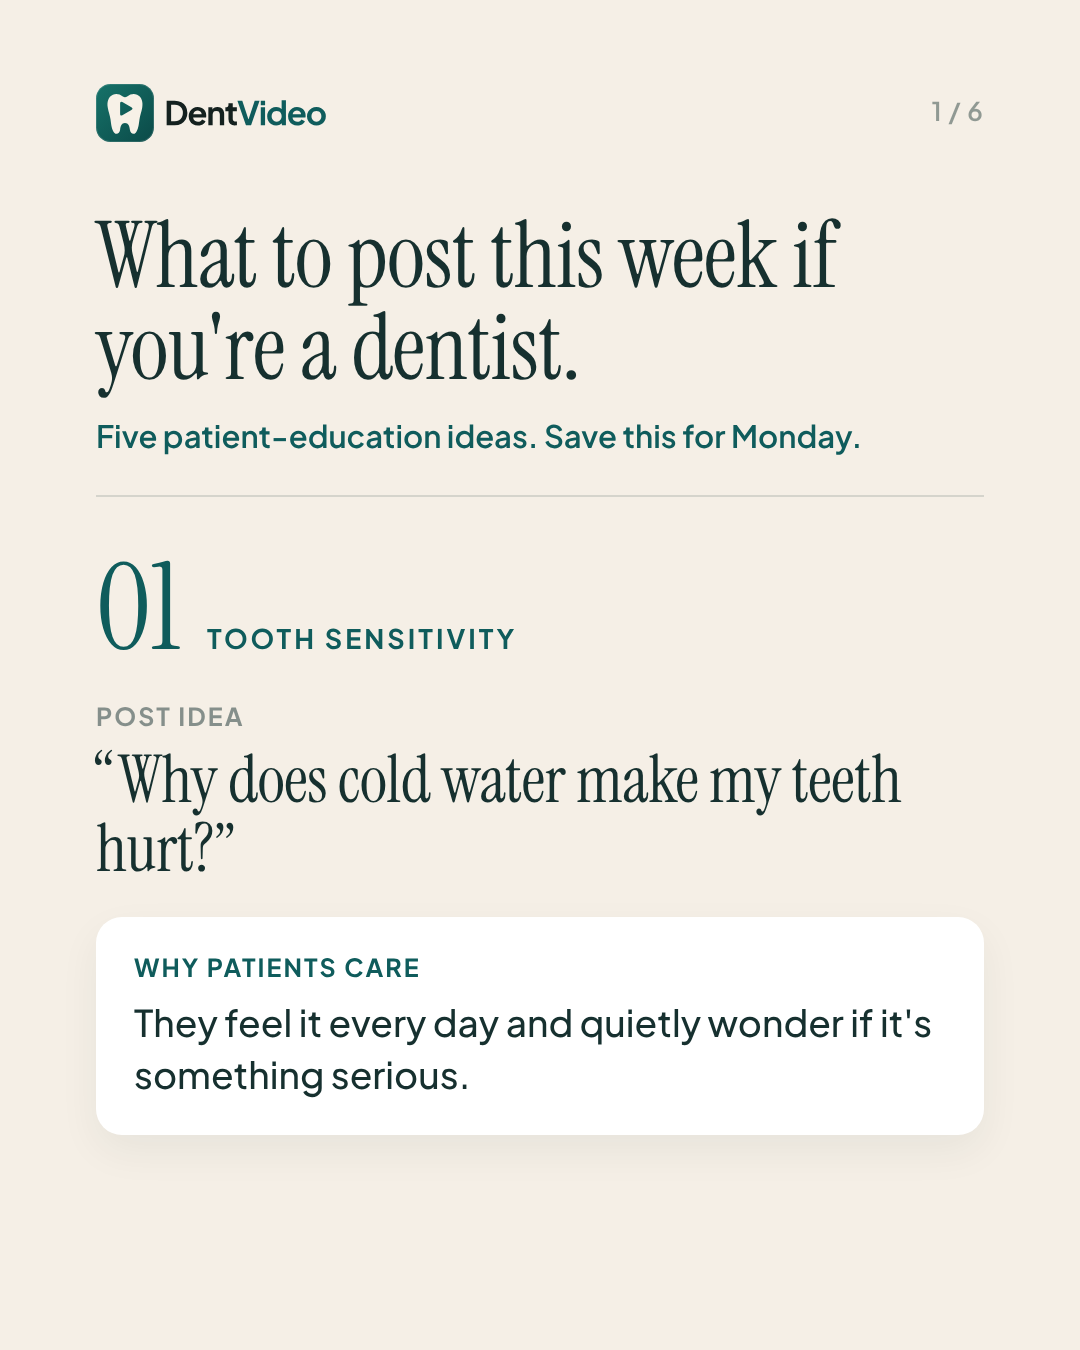 DentVideo
1 / 6
What to post this week if
you're a dentist.
Five patient-education ideas. Save this for Monday.
01 TOOTH SENSITIVITY
POST IDEA
“Why does cold water make my teeth
hurt?”
WHY PATIENTS CARE
They feel it every day and quietly wonder if it's
something serious.